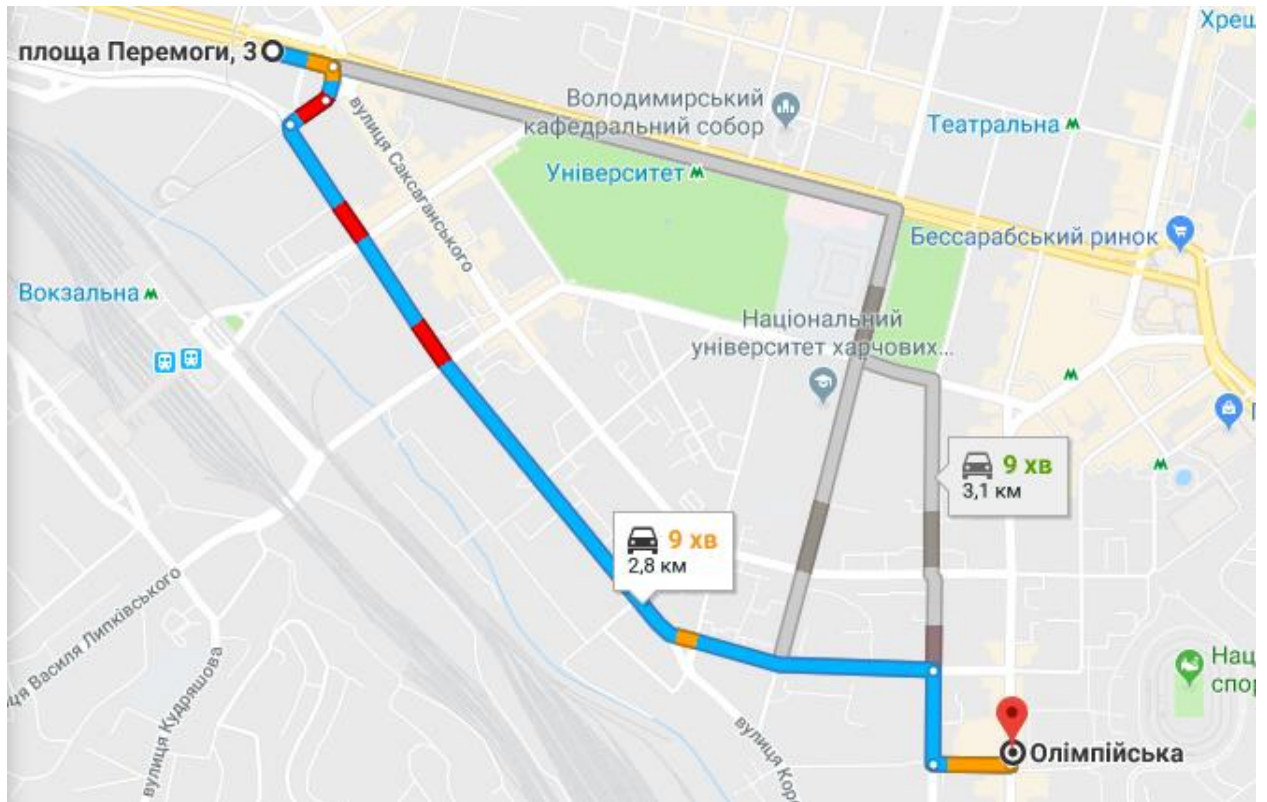 Хрещ
площа Перемоги, 3
Володимирський
кафедральний собор
Театральна
Університет
вулиця Саксаганського
Бессарабський ринок
Вокзальна
Національний
університет харчових...
9 хв
3,1 км
9 хв
2,8 км
ця Василя Липківського
вулиця Кудряшова
вулиця Кор
Нац
спор
Олімпійська